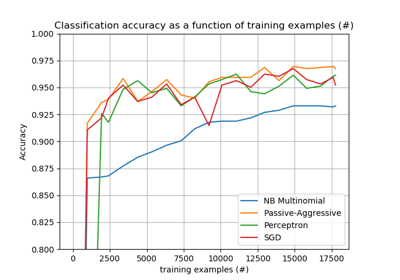 Classification accuracy as a function of training examples (#)
1.000
0.975
0.950
0.925
0.900
0.875
0.850
0.825
0.800
Accuracy
NB Multinomial
Passive-Aggressive
Perceptron
SGD
0 2500 5000 7500 10000 12500 15000 17500
training examples (#)